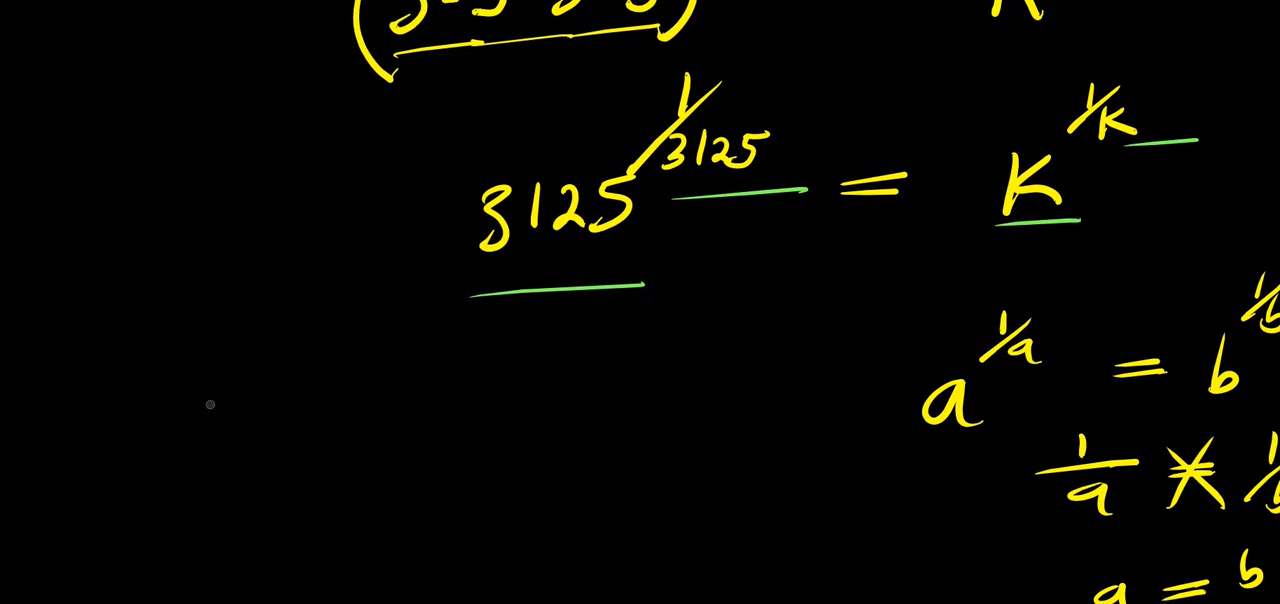 3125^{1/3125} = K^{1/K}
a^{1/a} = b
1/a *
a = b